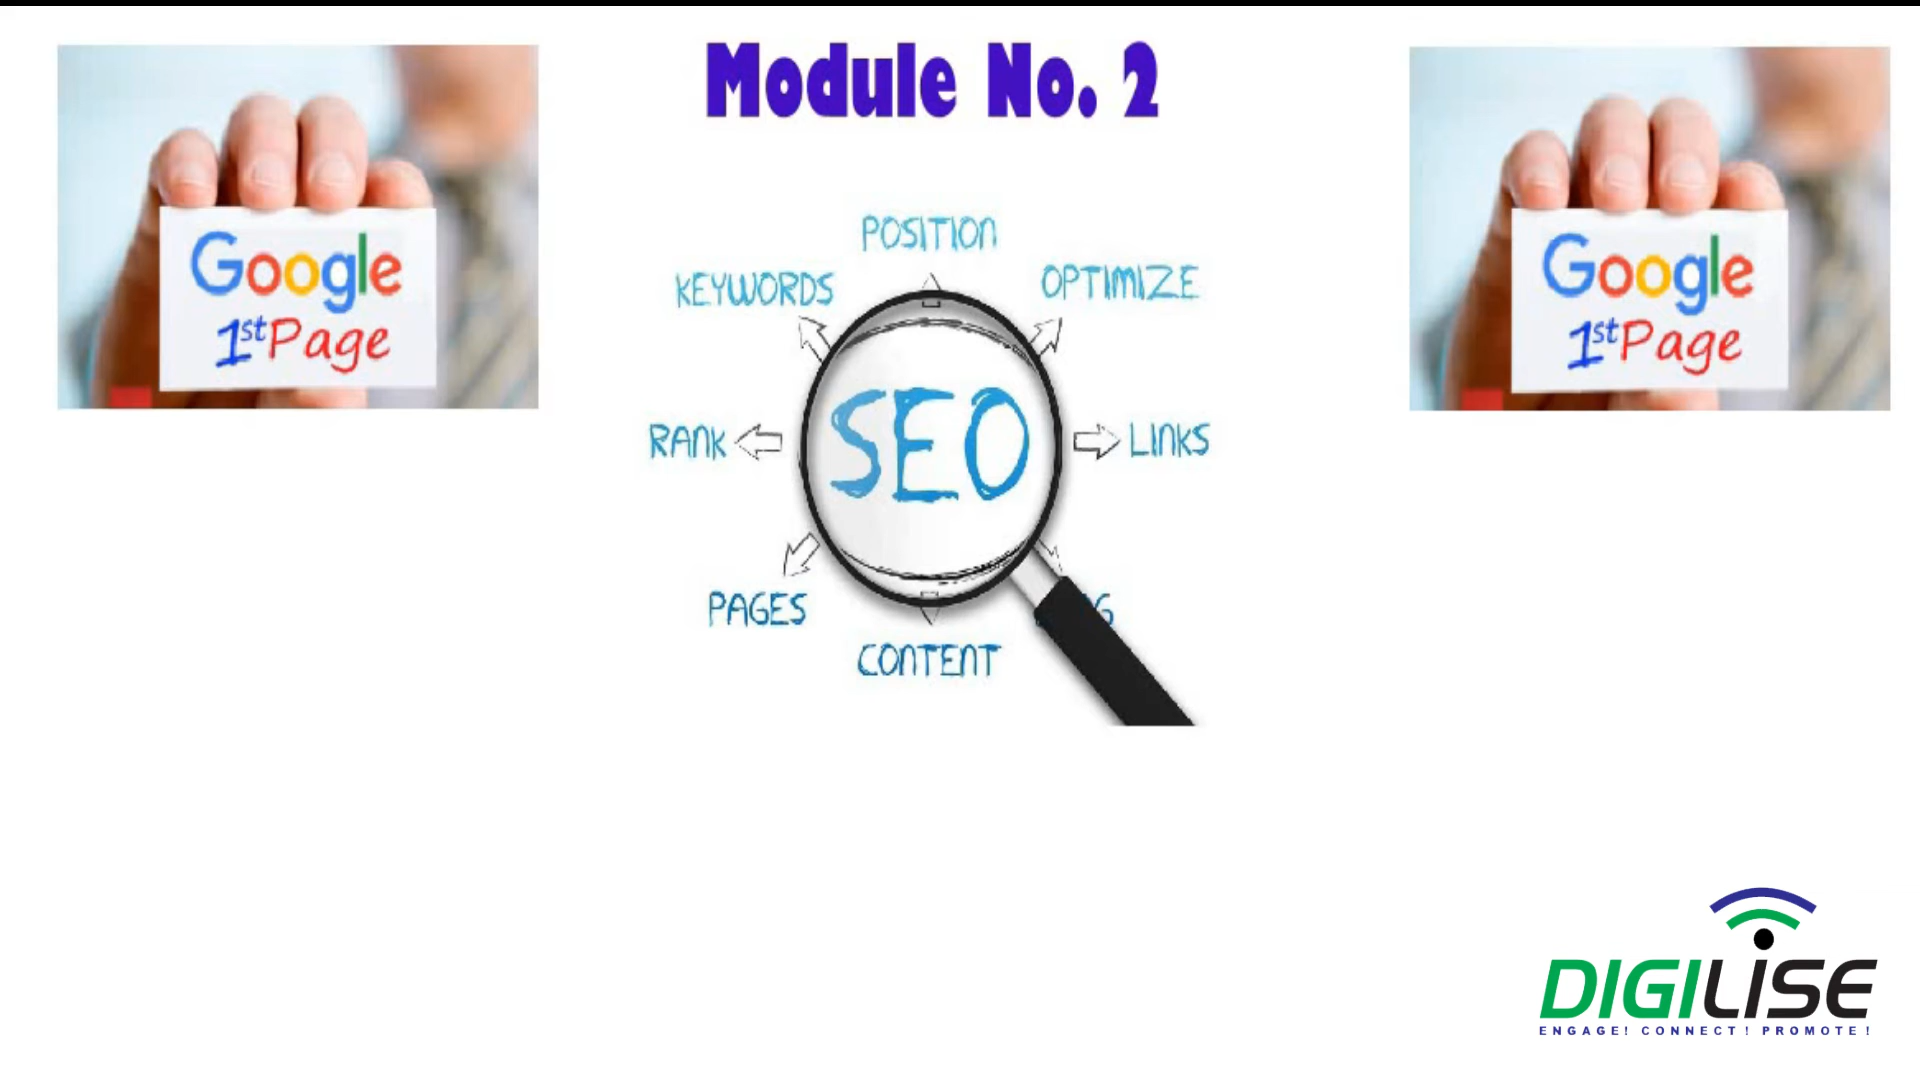 Module No. 2
Google
1st Page
Google
1st Page
POSITION
KEYWORDS
OPTIMIZE
SEO
RANK
LINKS
PAGES
CONTENT
DIGILISE
ENGAGE! CONNECT! PROMOTE!